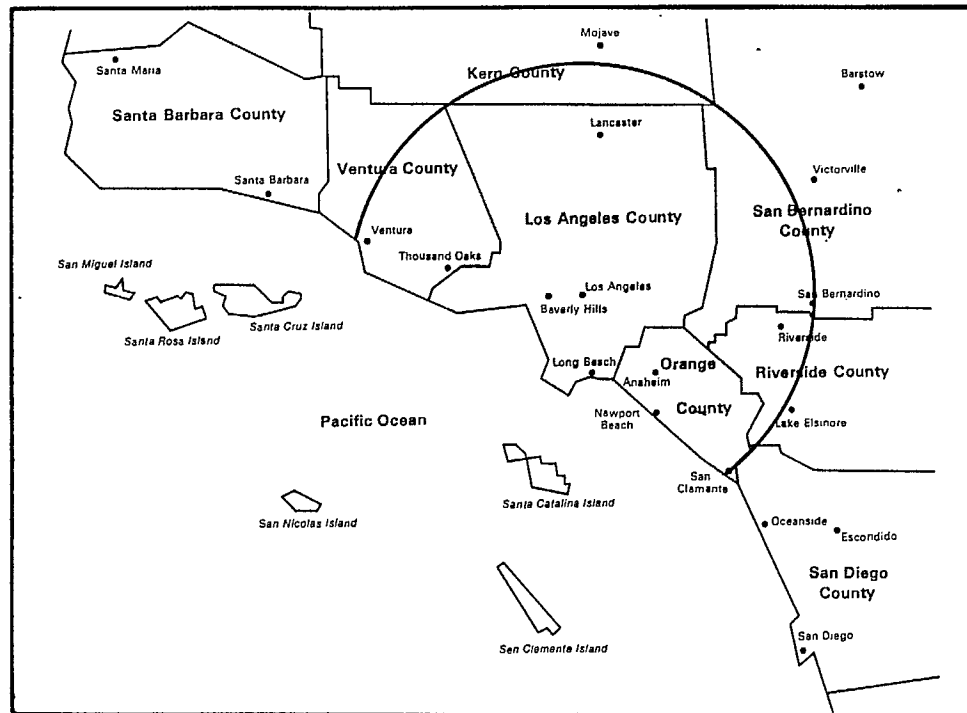 Mojave
Santa Maria
Kern County
Barstow
Santa Barbara County
Lancaster
Ventura County
Santa Barbara
Victorville
Los Angeles County
San Bernardino
County
Ventura
Thousand Oaks
San Miguel Island
Los Angeles
Beverly Hills
San Bernardino
Santa Rosa Island
Santa Cruz Island
Riverside
Long Beach
Orange
County
Anaheim
Riverside County
Newport
Beach
Lake Elsinore
Pacific Ocean
San
Clemente
Santa Catalina Island
San Nicolas Island
Oceanside
Escondido
San Diego
County
Sen Clemente Island
San Diego